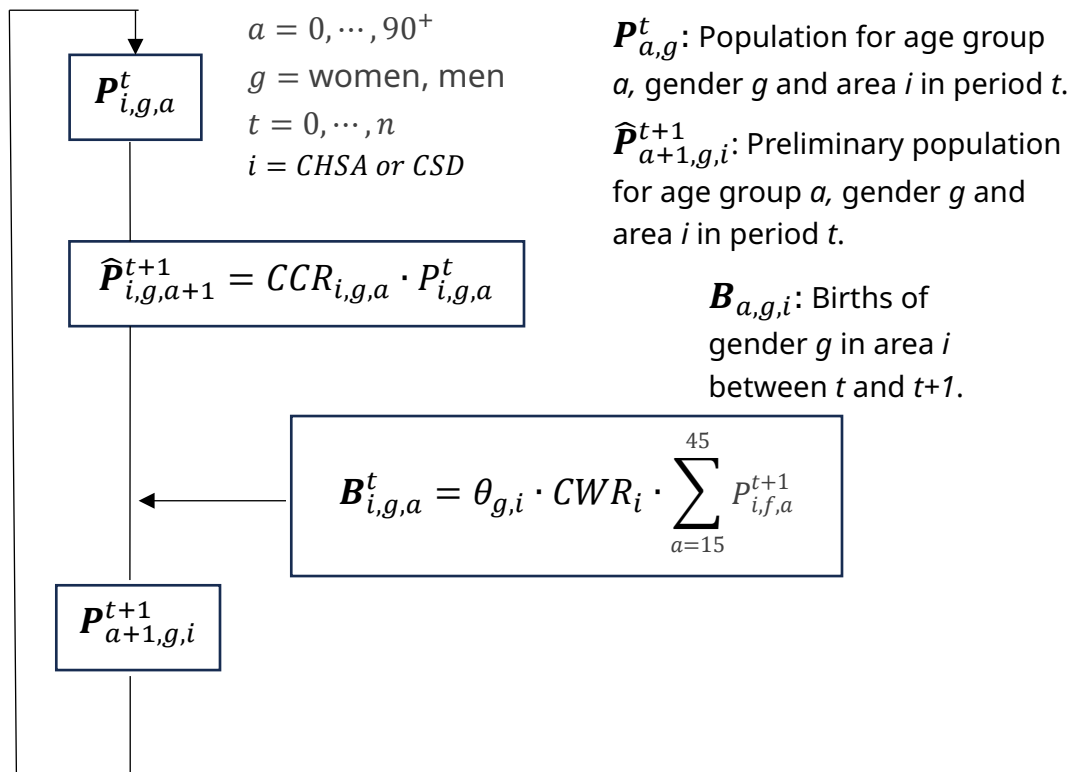 a = 0, ⋯, 90⁺
g = women, men
t = 0, ⋯, n
i = CHSA or CSD
P^t_{i,g,a}
P^t_{a,g}: Population for age group
a, gender g and area i in period t.
P̂^{t+1}_{a+1,g,i}: Preliminary population
for age group a, gender g and
area i in period t.
P̂^{t+1}_{i,g,a+1} = CCR_{i,g,a} · P^t_{i,g,a}
B_{a,g,i}: Births of
gender g in area i
between t and t+1.
B^t_{i,g,a} = θ_{g,i} · CWR_i · ∑_{a=15}^{45} P^{t+1}_{i,f,a}
P^{t+1}_{a+1,g,i}